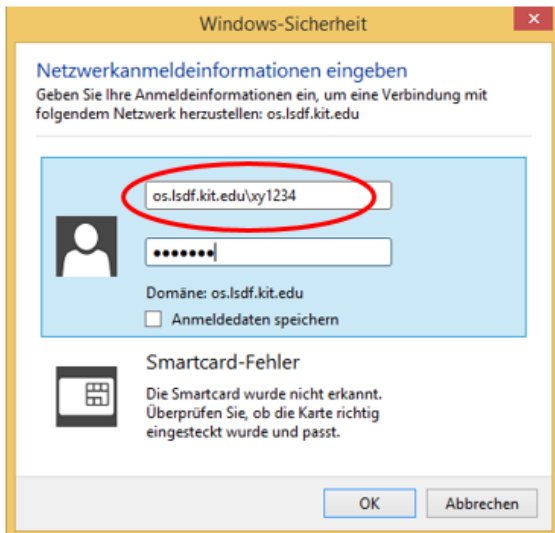 Windows-Sicherheit
Netzwerkanmeldeinformationen eingeben
Geben Sie Ihre Anmeldeinformationen ein, um eine Verbindung mit
folgendem Netzwerk herzustellen: os.lsdf.kit.edu
os.lsdf.kit.edu\xy1234
•••••••
Domäne: os.lsdf.kit.edu
Anmeldedaten speichern
Smartcard-Fehler
Die Smartcard wurde nicht erkannt.
Überprüfen Sie, ob die Karte richtig
eingesteckt wurde und passt.
OK
Abbrechen